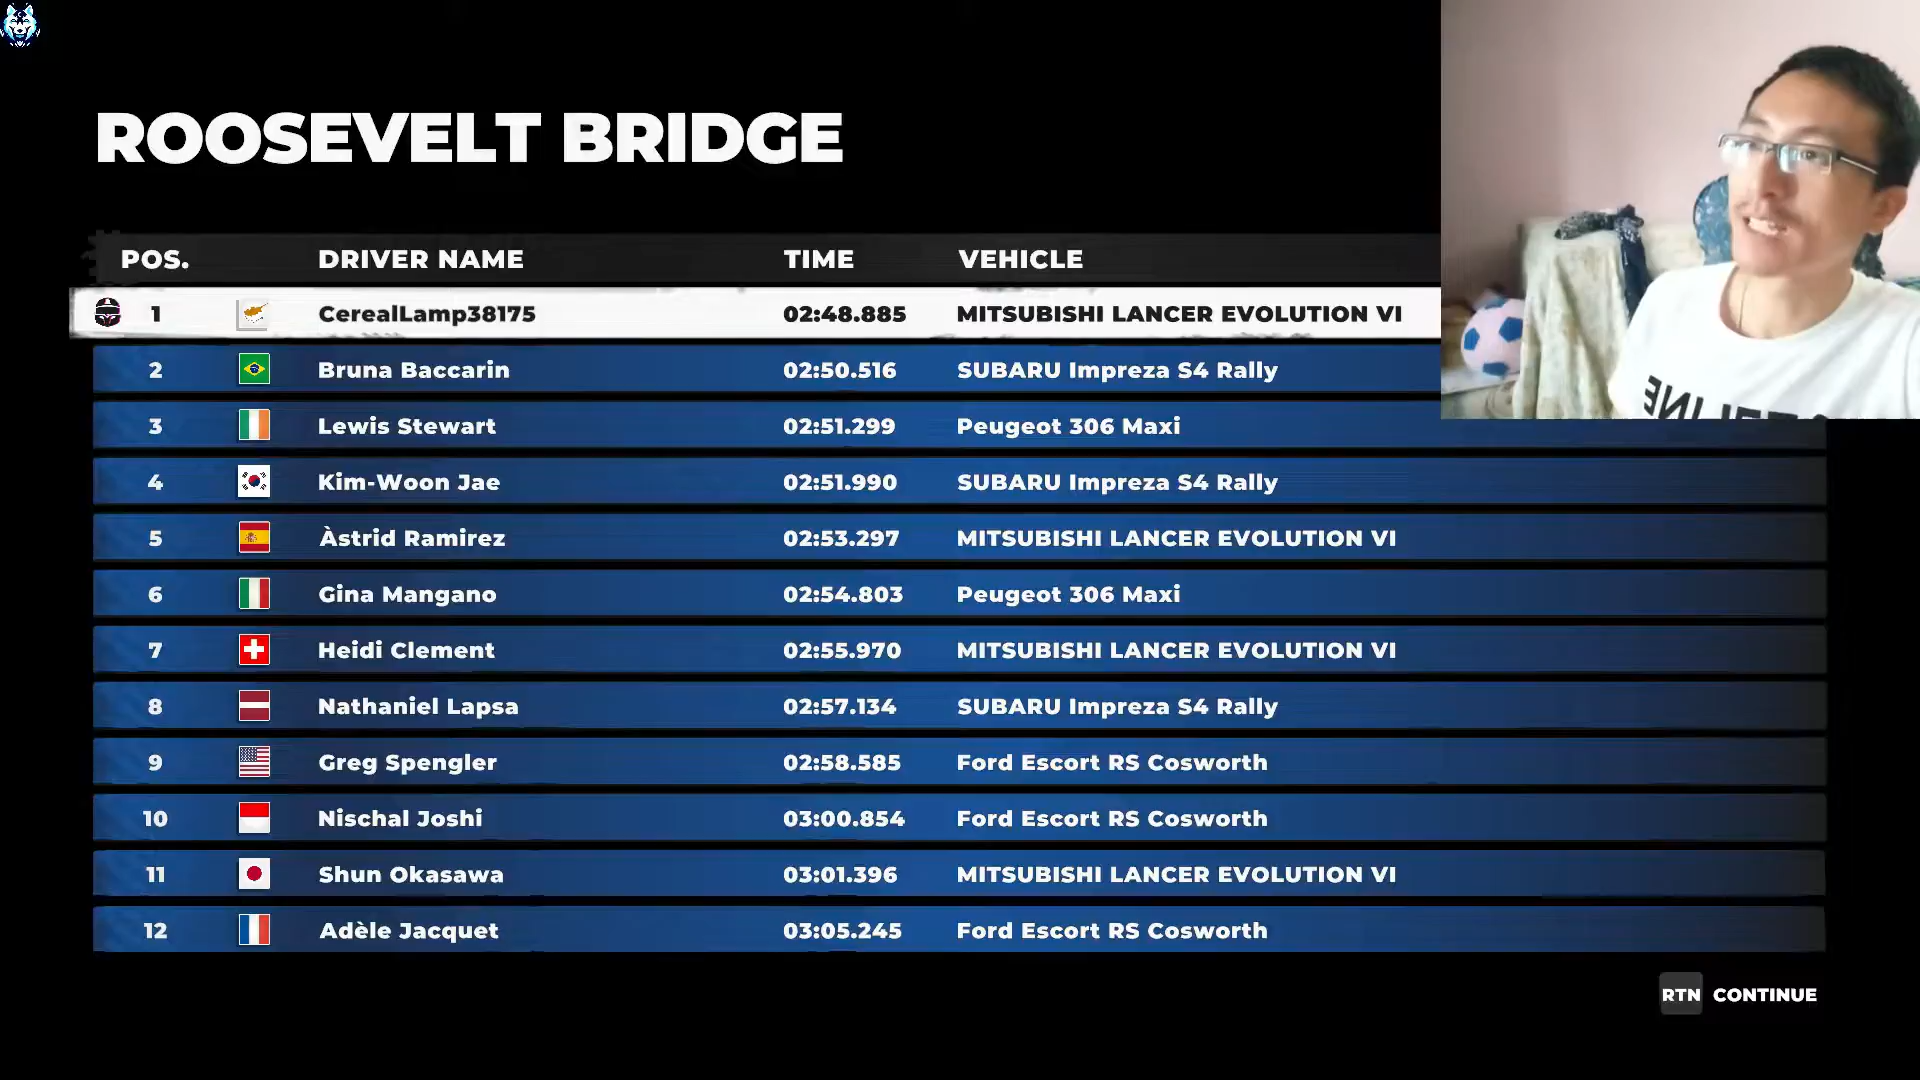 ROOSEVELT BRIDGE
POS. DRIVER NAME TIME VEHICLE
1 CerealLamp38175 02:48.885 MITSUBISHI LANCER EVOLUTION VI
2 Bruna Baccarin 02:50.516 SUBARU Impreza S4 Rally
3 Lewis Stewart 02:51.299 Peugeot 306 Maxi
4 Kim-Woon Jae 02:51.990 SUBARU Impreza S4 Rally
5 Àstrid Ramirez 02:53.297 MITSUBISHI LANCER EVOLUTION VI
6 Gina Mangano 02:54.803 Peugeot 306 Maxi
7 Heidi Clement 02:55.970 MITSUBISHI LANCER EVOLUTION VI
8 Nathaniel Lapsa 02:57.134 SUBARU Impreza S4 Rally
9 Greg Spengler 02:58.585 Ford Escort RS Cosworth
10 Nischal Joshi 03:00.854 Ford Escort RS Cosworth
11 Shun Okasawa 03:01.396 MITSUBISHI LANCER EVOLUTION VI
12 Adèle Jacquet 03:05.245 Ford Escort RS Cosworth
RTN CONTINUE